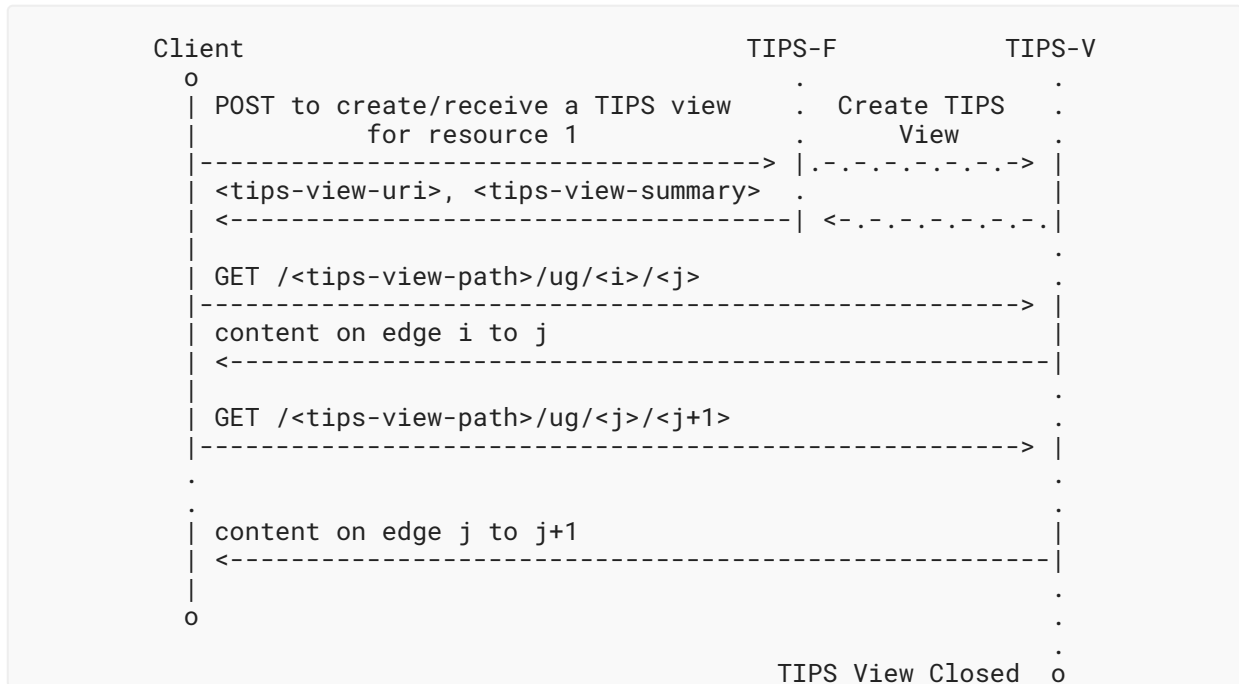 Client                                 TIPS-F           TIPS-V
  o                                       .                .
  | POST to create/receive a TIPS view    .  Create TIPS   .
  |           for resource 1              .      View      .
  |-------------------------------------> |.-.-.-.-.-.-.-> |
  | <tips-view-uri>, <tips-view-summary>  .                |
  | <-------------------------------------| <-.-.-.-.-.-.-.|
  |                                                        .
  | GET /<tips-view-path>/ug/<i>/<j>                       .
  |------------------------------------------------------> |
  | content on edge i to j                                 |
  | <------------------------------------------------------|
  |                                                        .
  | GET /<tips-view-path>/ug/<j>/<j+1>                     .
  |------------------------------------------------------> |
  .                                                        .
  .                                                        .
  | content on edge j to j+1                               |
  | <------------------------------------------------------|
  |                                                        .
  o                                                        .
                                                           .
                                         TIPS View Closed  o